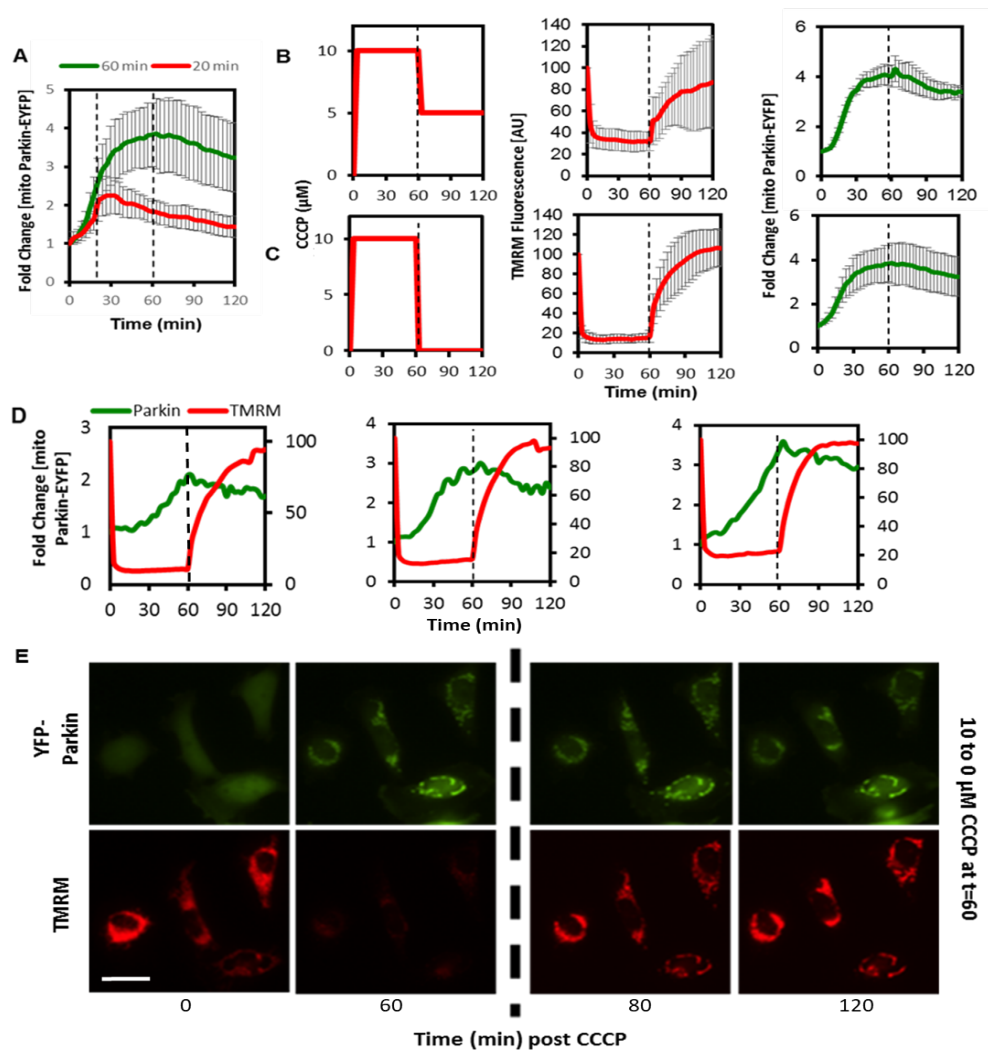 A
60 min 20 min
Fold Change [mito Parkin-EYFP]
5
4
3
2
1
0
0 30 60 90 120
Time (min)
B
CCCP (µM)
10
5
0
0 30 60 90 120
TMRM Fluorescence [AU]
140
120
100
80
60
40
20
0
0 30 60 90 120
Fold Change [mito Parkin-EYFP]
6
4
2
0
0 30 60 90 120
C
10
5
0
0 30 60 90 120
140
120
100
80
60
40
20
0
0 30 60 90 120
Time (min)
6
4
2
0
0 30 60 90 120
D
Parkin TMRM
Fold Change [mito
Parkin-EYFP]
3
2
1
0
100
50
0
0 30 60 90 120
4
3
2
1
0
100
80
60
40
20
0
0 30 60 90 120
Time (min)
4
3
2
1
0
100
80
60
40
20
0
0 30 60 90 120
E
YFP-
Parkin
TMRM
10 to 0 µM CCCP at t=60
0 60 80 120
Time (min) post CCCP